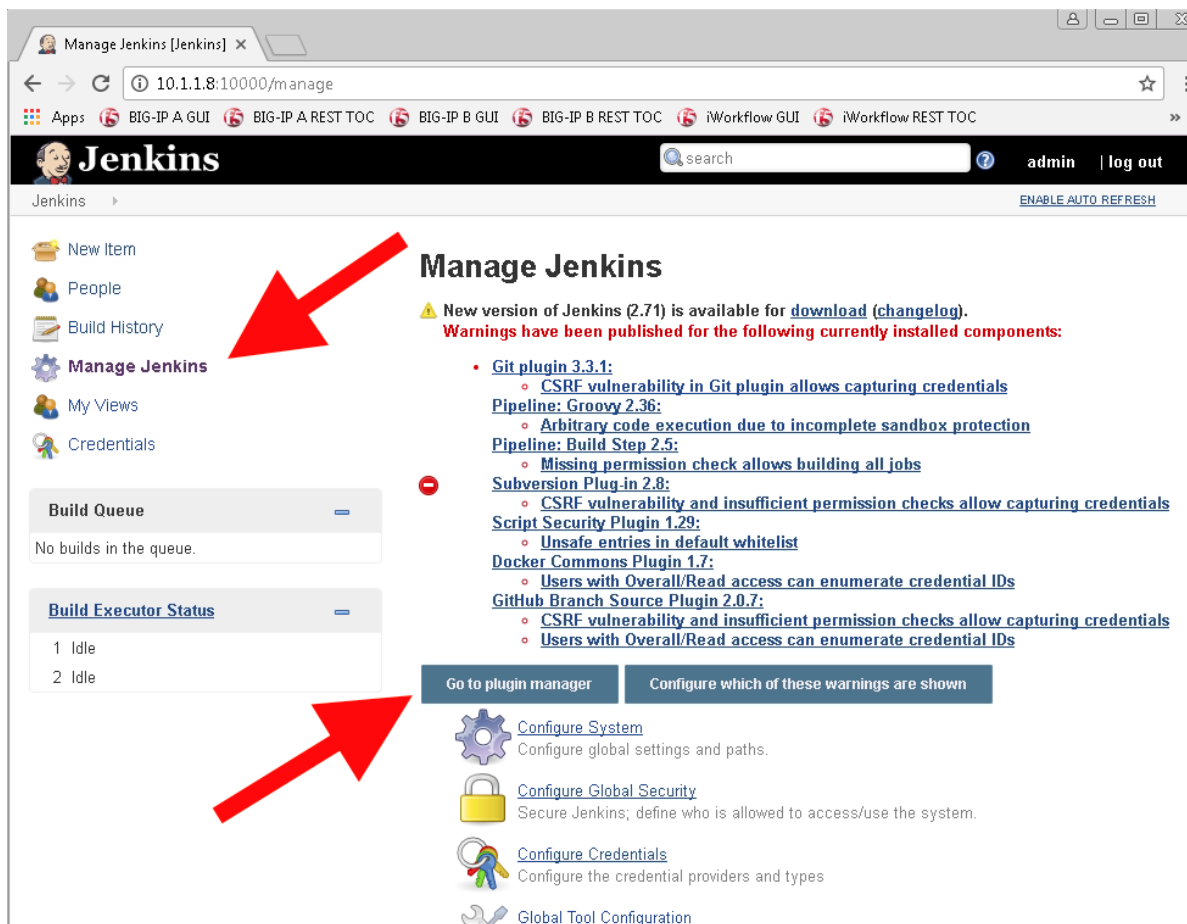 Manage Jenkins [Jenkins]
10.1.1.8:10000/manage
Apps BIG-IP A GUI BIG-IP A REST TOC BIG-IP B GUI BIG-IP B REST TOC iWorkflow GUI iWorkflow REST TOC »
Jenkins
search
admin | log out
Jenkins
ENABLE AUTO REFRESH
New Item
People
Build History
Manage Jenkins
My Views
Credentials
Build Queue
No builds in the queue.
Build Executor Status
1 Idle
2 Idle
Manage Jenkins
New version of Jenkins (2.71) is available for download (changelog).
Warnings have been published for the following currently installed components:
Git plugin 3.3.1:
CSRF vulnerability in Git plugin allows capturing credentials
Pipeline: Groovy 2.36:
Arbitrary code execution due to incomplete sandbox protection
Pipeline: Build Step 2.5:
Missing permission check allows building all jobs
Subversion Plug-in 2.8:
CSRF vulnerability and insufficient permission checks allow capturing credentials
Script Security Plugin 1.29:
Unsafe entries in default whitelist
Docker Commons Plugin 1.7:
Users with Overall/Read access can enumerate credential IDs
GitHub Branch Source Plugin 2.0.7:
CSRF vulnerability and insufficient permission checks allow capturing credentials
Users with Overall/Read access can enumerate credential IDs
Go to plugin manager
Configure which of these warnings are shown
Configure System
Configure global settings and paths.
Configure Global Security
Secure Jenkins; define who is allowed to access/use the system.
Configure Credentials
Configure the credential providers and types
Global Tool Configuration